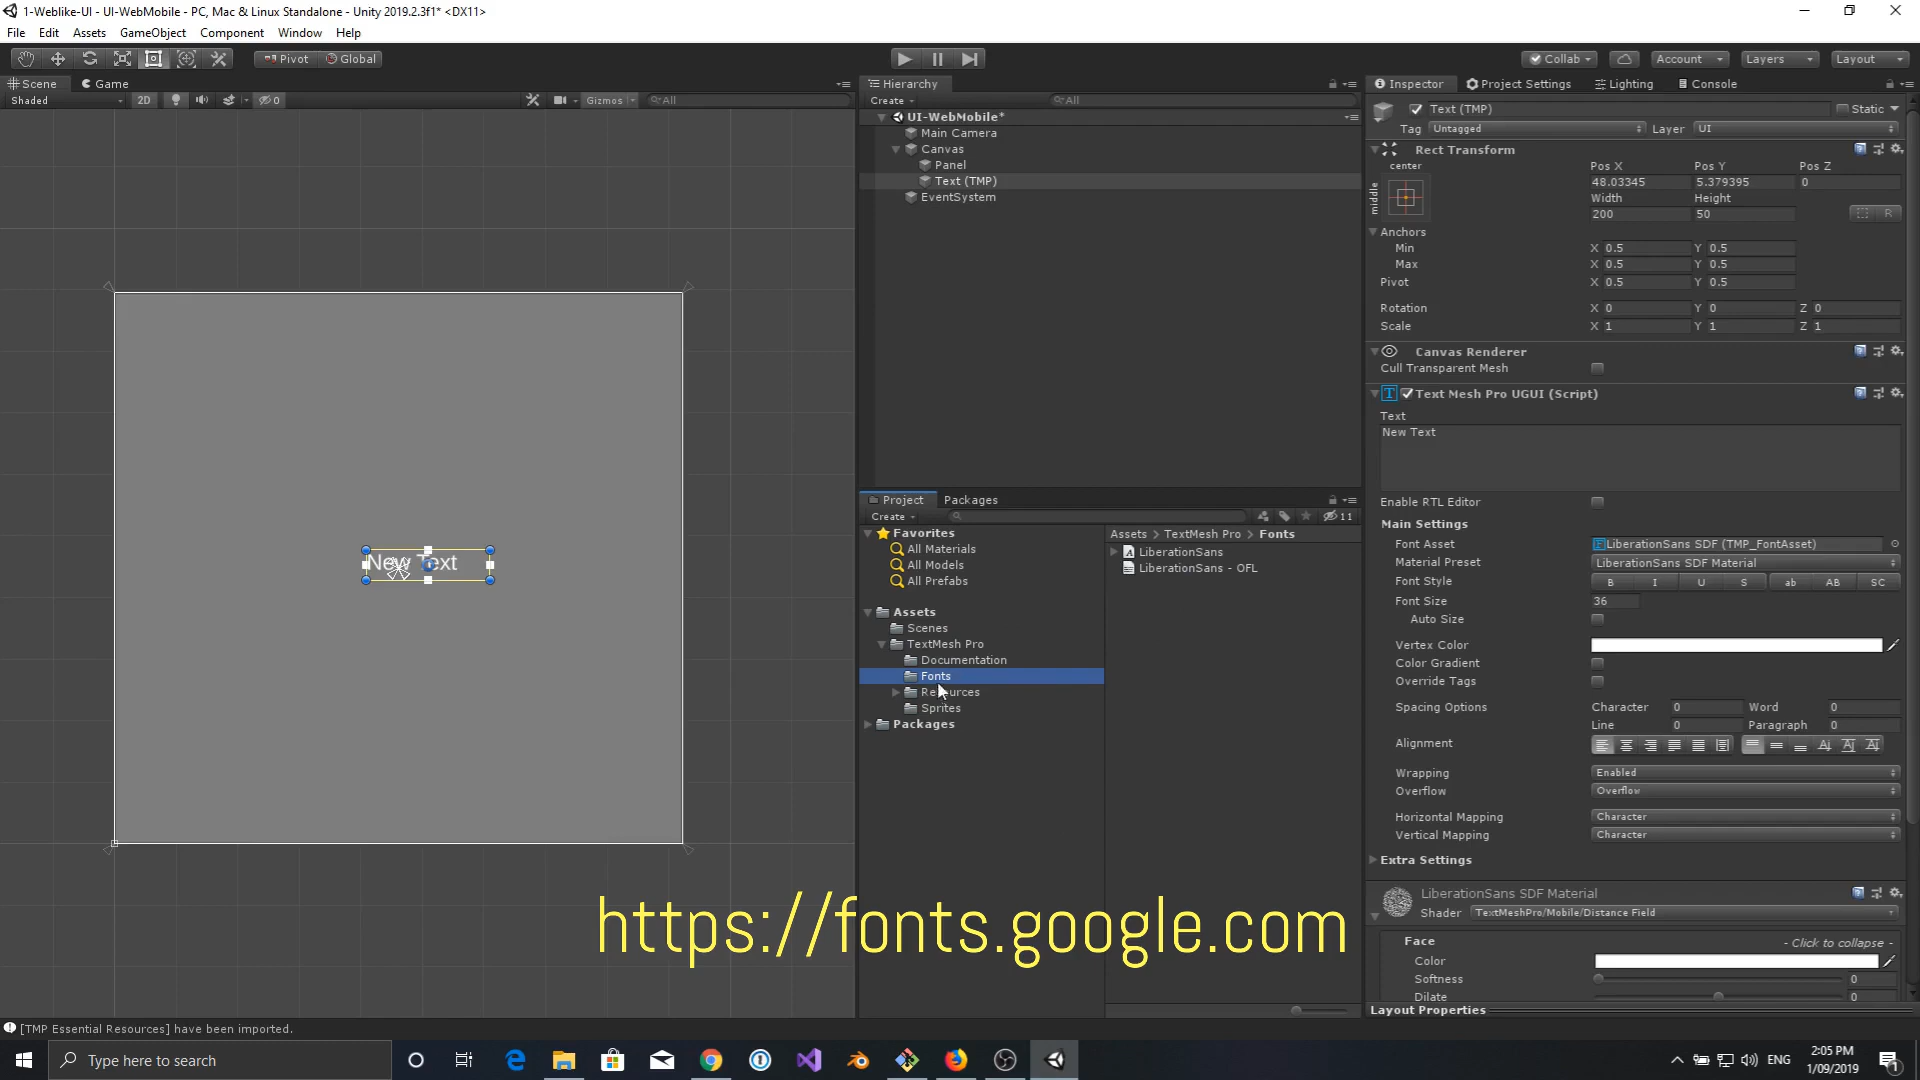 1-Weblike-UI - UI-WebMobile - PC, Mac & Linux Standalone - Unity 2019.2.3f1* <DX11>
File Edit Assets GameObject Component Window Help
Pivot Global
Collab Account Layers Layout
Scene Game
Shaded 2D 0 Gizmos All
Hierarchy
Create All
UI-WebMobile*
Main Camera
Canvas
Panel
Text (TMP)
EventSystem
New Text
Project Packages
Create 11
Favorites
All Materials
All Models
All Prefabs
Assets
Scenes
TextMesh Pro
Documentation
Fonts
Resources
Sprites
Packages
Assets > TextMesh Pro > Fonts
LiberationSans
LiberationSans - OFL
Inspector Project Settings Lighting Console
Text (TMP) Static
Tag Untagged Layer UI
Rect Transform
center Pos X Pos Y Pos Z
middle 48.03345 5.379395 0
Width Height
200 50 R
Anchors
Min X 0.5 Y 0.5
Max X 0.5 Y 0.5
Pivot X 0.5 Y 0.5
Rotation X 0 Y 0 Z 0
Scale X 1 Y 1 Z 1
Canvas Renderer
Cull Transparent Mesh
Text Mesh Pro UGUI (Script)
Text
New Text
Enable RTL Editor
Main Settings
Font Asset LiberationSans SDF (TMP_FontAsset)
Material Preset LiberationSans SDF Material
Font Style B I U S ab AB SC
Font Size 36
Auto Size
Vertex Color
Color Gradient
Override Tags
Spacing Options Character 0 Word 0
Line 0 Paragraph 0
Alignment
Wrapping Enabled
Overflow Overflow
Horizontal Mapping Character
Vertical Mapping Character
Extra Settings
LiberationSans SDF Material
Shader TextMeshPro/Mobile/Distance Field
Face - Click to collapse -
Color
Softness 0
Dilate 0
Layout Properties
https://fonts.google.com
[TMP Essential Resources] have been imported.
Type here to search
ENG
2:05 PM
1/09/2019
1